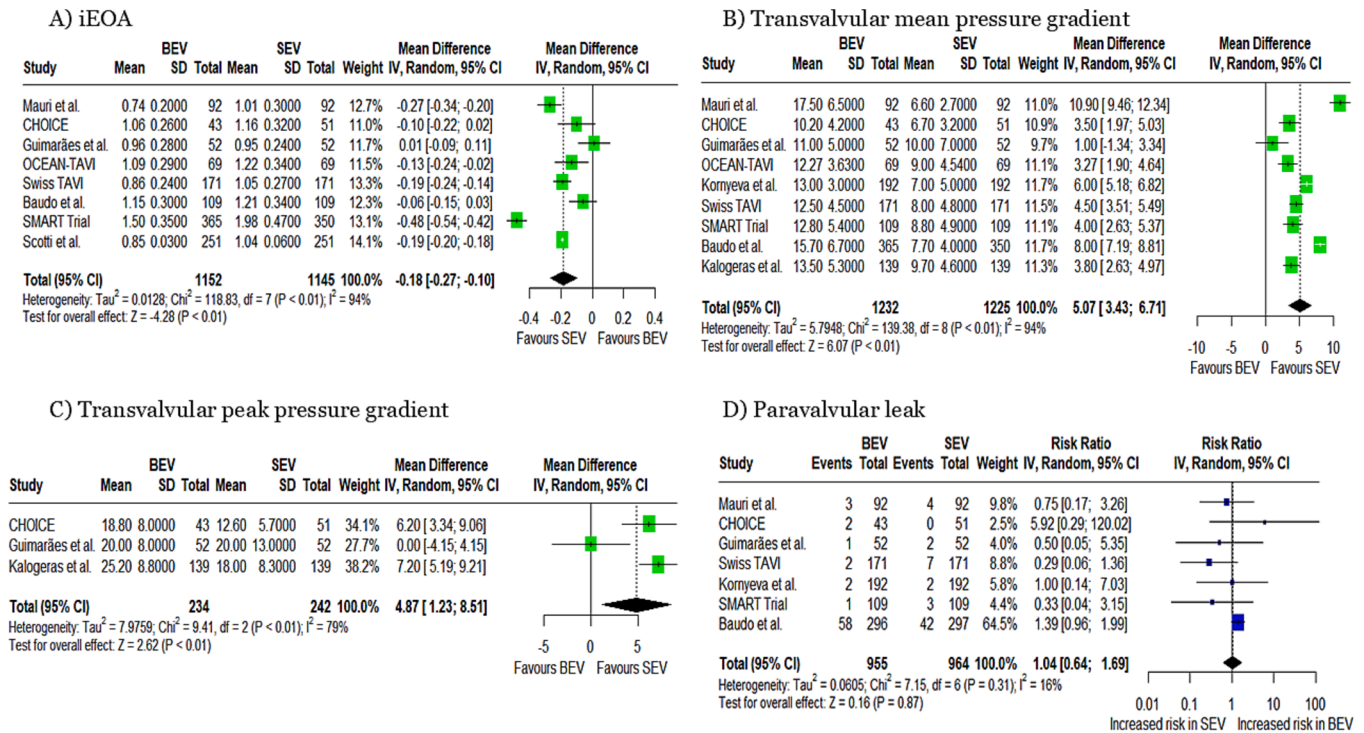 A) iEOA
BEV SEV Mean Difference Mean Difference
Study Mean SD Total Mean SD Total Weight IV, Random, 95% CI IV, Random, 95% CI
Mauri et al. 0.74 0.2000 92 1.01 0.3000 92 12.7% -0.27 [-0.34; -0.20]
CHOICE 1.06 0.2600 43 1.16 0.3200 51 11.0% -0.10 [-0.22; 0.02]
Guimarães et al. 0.96 0.2800 52 0.95 0.2400 52 11.7% 0.01 [-0.09; 0.11]
OCEAN-TAVI 1.09 0.2900 69 1.22 0.3400 69 11.5% -0.13 [-0.24; -0.02]
Swiss TAVI 0.86 0.2400 171 1.05 0.2700 171 13.3% -0.19 [-0.24; -0.14]
Baudo et al. 1.15 0.3000 109 1.21 0.3400 109 12.3% -0.06 [-0.15; 0.03]
SMART Trial 1.50 0.3500 365 1.98 0.4700 350 13.2% -0.48 [-0.54; -0.42]
Scotti et al. 0.85 0.0300 251 1.04 0.0600 251 14.1% -0.19 [-0.20; -0.18]
Total (95% CI) 1152 1145 100.0% -0.18 [-0.27; -0.10]
Heterogeneity: Tau² = 0.0128; Chi² = 118.83, df = 7 (P < 0.01); I² = 94%
Test for overall effect: Z = -4.28 (P < 0.01)
-0.4 -0.2 0 0.2 0.4
Favours SEV Favours BEV
B) Transvalvular mean pressure gradient
BEV SEV Mean Difference Mean Difference
Study Mean SD Total Mean SD Total Weight IV, Random, 95% CI IV, Random, 95% CI
Mauri et al. 17.50 6.5000 92 6.60 2.7000 92 11.0% 10.90 [9.46; 12.34]
CHOICE 10.20 4.2000 43 6.70 3.2000 51 10.9% 3.50 [1.97; 5.03]
Guimarães et al. 11.00 5.0000 52 10.00 7.0000 52 9.7% 1.00 [-1.34; 3.34]
OCEAN-TAVI 12.27 3.6300 69 9.00 4.5400 69 11.1% 3.27 [1.90; 4.64]
Kornyeva et al. 13.00 3.0000 192 7.00 5.0000 192 11.7% 6.00 [5.18; 6.82]
Swiss TAVI 12.50 4.5000 171 8.00 4.8000 171 11.5% 4.50 [3.51; 5.49]
SMART Trial 12.80 5.4000 109 8.80 4.9000 109 11.1% 4.00 [2.63; 5.37]
Baudo et al. 15.70 6.7000 365 7.70 4.0000 350 11.7% 8.00 [7.19; 8.81]
Kalogeras et al. 13.50 5.3000 139 9.70 4.6000 139 11.3% 3.80 [2.63; 4.97]
Total (95% CI) 1232 1225 100.0% 5.07 [3.43; 6.71]
Heterogeneity: Tau² = 5.7948; Chi² = 139.38, df = 8 (P < 0.01); I² = 94%
Test for overall effect: Z = 6.07 (P < 0.01)
-10 -5 0 5 10
Favours BEV Favours SEV
C) Transvalvular peak pressure gradient
BEV SEV Mean Difference Mean Difference
Study Mean SD Total Mean SD Total Weight IV, Random, 95% CI IV, Random, 95% CI
CHOICE 18.80 8.0000 43 12.60 5.7000 51 34.1% 6.20 [3.34; 9.06]
Guimarães et al. 20.00 8.0000 52 20.00 13.0000 52 27.7% 0.00 [-4.15; 4.15]
Kalogeras et al. 25.20 8.8000 139 18.00 8.3000 139 38.2% 7.20 [5.19; 9.21]
Total (95% CI) 234 242 100.0% 4.87 [1.23; 8.51]
Heterogeneity: Tau² = 7.9759; Chi² = 9.41, df = 2 (P < 0.01); I² = 79%
Test for overall effect: Z = 2.62 (P < 0.01)
-5 0 5
Favours BEV Favours SEV
D) Paravalvular leak
BEV SEV Risk Ratio Risk Ratio
Study Events Total Events Total Weight IV, Random, 95% CI IV, Random, 95% CI
Mauri et al. 3 92 4 92 9.8% 0.75 [0.17; 3.26]
CHOICE 2 43 0 51 2.5% 5.92 [0.29; 120.02]
Guimarães et al. 1 52 2 52 4.0% 0.50 [0.05; 5.35]
Swiss TAVI 2 171 7 171 8.8% 0.29 [0.06; 1.36]
Kornyeva et al. 2 192 2 192 5.8% 1.00 [0.14; 7.03]
SMART Trial 1 109 3 109 4.4% 0.33 [0.04; 3.15]
Baudo et al. 58 296 42 297 64.5% 1.39 [0.96; 1.99]
Total (95% CI) 955 964 100.0% 1.04 [0.64; 1.69]
Heterogeneity: Tau² = 0.0605; Chi² = 7.15, df = 6 (P = 0.31); I² = 16%
Test for overall effect: Z = 0.16 (P = 0.87)
0.01 0.1 1 10 100
Increased risk in SEV Increased risk in BEV